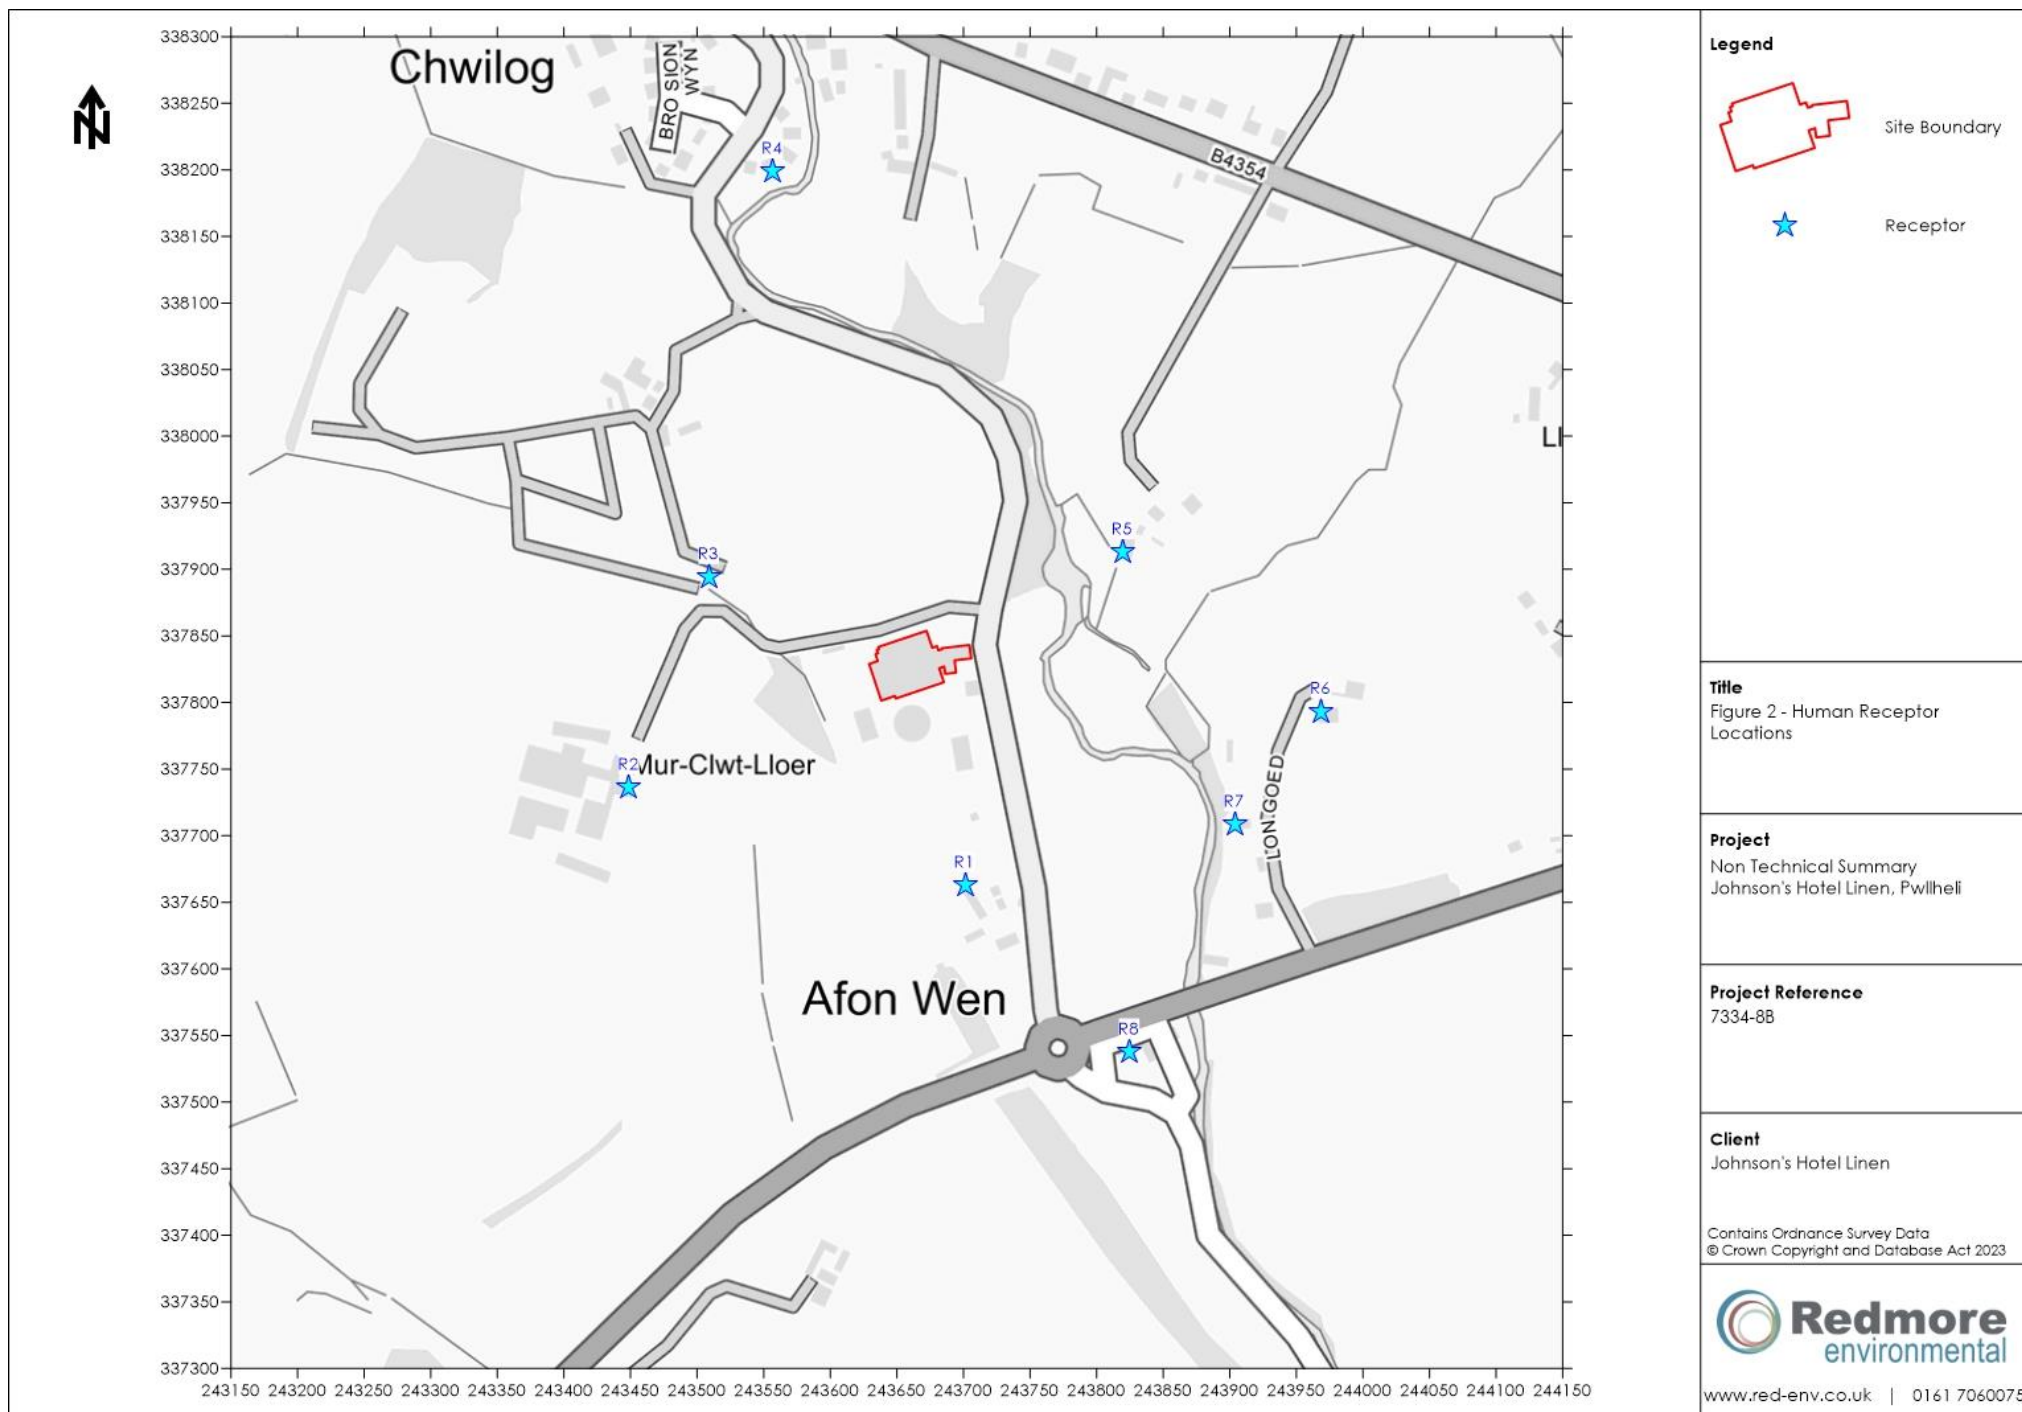 Chwilog
BRO SION
WYN
B4354
R4
R3
R5
R6
R2
Mur-Clwt-Lloer
R7
R1
LON GOED
Afon Wen
R8
Ll
N
338300
338250
338200
338150
338100
338050
338000
337950
337900
337850
337800
337750
337700
337650
337600
337550
337500
337450
337400
337350
337300
243150 243200 243250 243300 243350 243400 243450 243500 243550 243600 243650 243700 243750 243800 243850 243900 243950 244000 244050 244100 244150
Legend
Site Boundary
Receptor
Title
Figure 2 - Human Receptor
Locations
Project
Non Technical Summary
Johnson's Hotel Linen, Pwllheli
Project Reference
7334-8B
Client
Johnson's Hotel Linen
Contains Ordnance Survey Data
© Crown Copyright and Database Act 2023
Redmore
environmental
www.red-env.co.uk | 0161 7060075